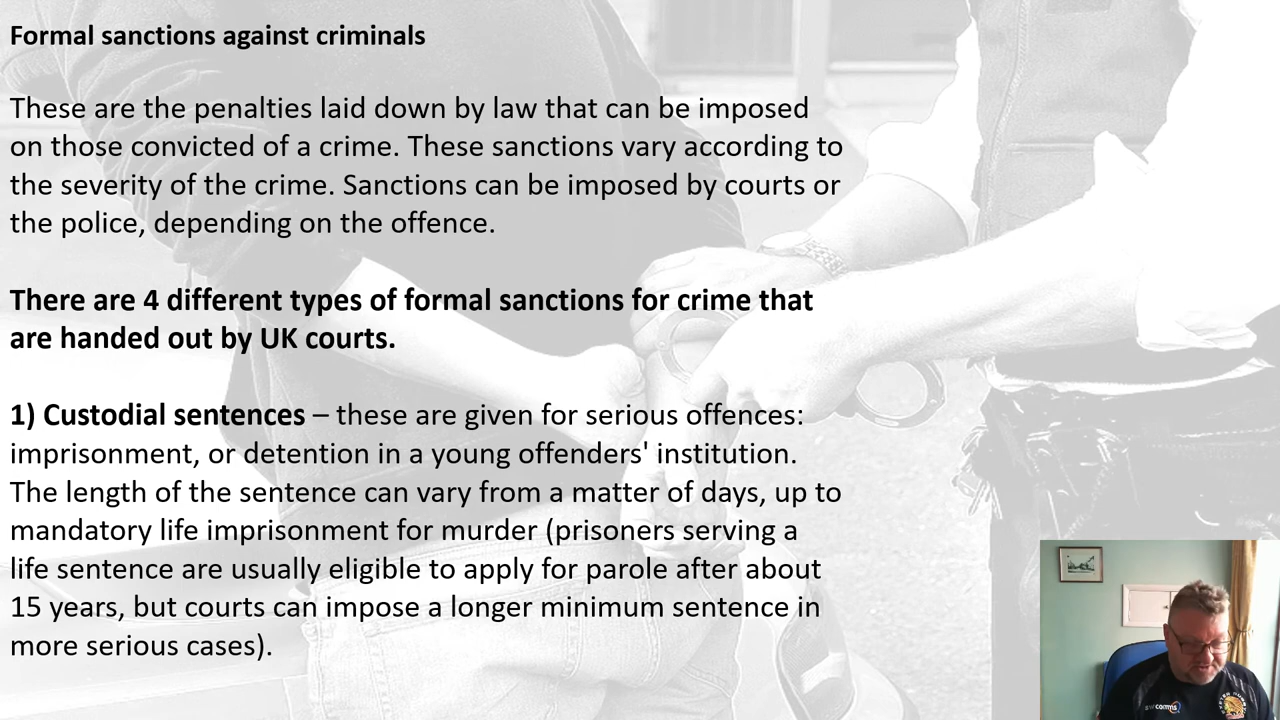 Formal sanctions against criminals
These are the penalties laid down by law that can be imposed
on those convicted of a crime. These sanctions vary according to
the severity of the crime. Sanctions can be imposed by courts or
the police, depending on the offence.
There are 4 different types of formal sanctions for crime that
are handed out by UK courts.
1) Custodial sentences – these are given for serious offences:
imprisonment, or detention in a young offenders' institution.
The length of the sentence can vary from a matter of days, up to
mandatory life imprisonment for murder (prisoners serving a
life sentence are usually eligible to apply for parole after about
15 years, but courts can impose a longer minimum sentence in
more serious cases).